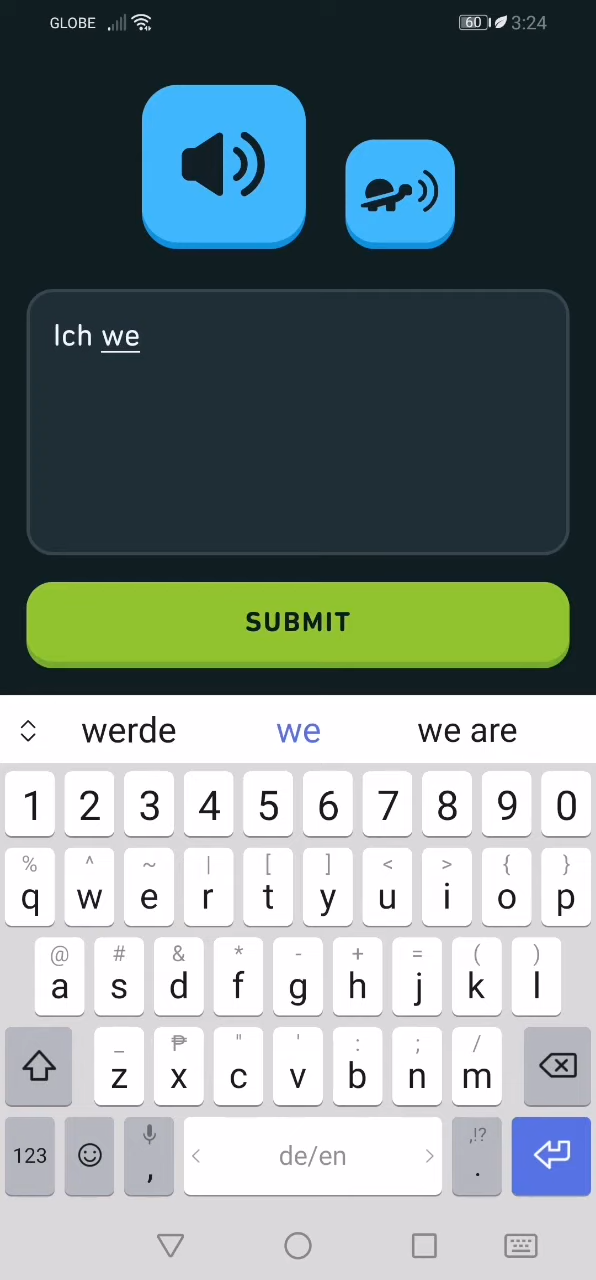 GLOBE 60 3:24
Ich we
SUBMIT
werde we we are
1 2 3 4 5 6 7 8 9 0
% ^ ~ | [ ] < > { }
q w e r t y u i o p
@ # & * - + = ( )
a s d f g h j k l
_ ₱ " ' : ; /
z x c v b n m
123 , < de/en > ,!? .